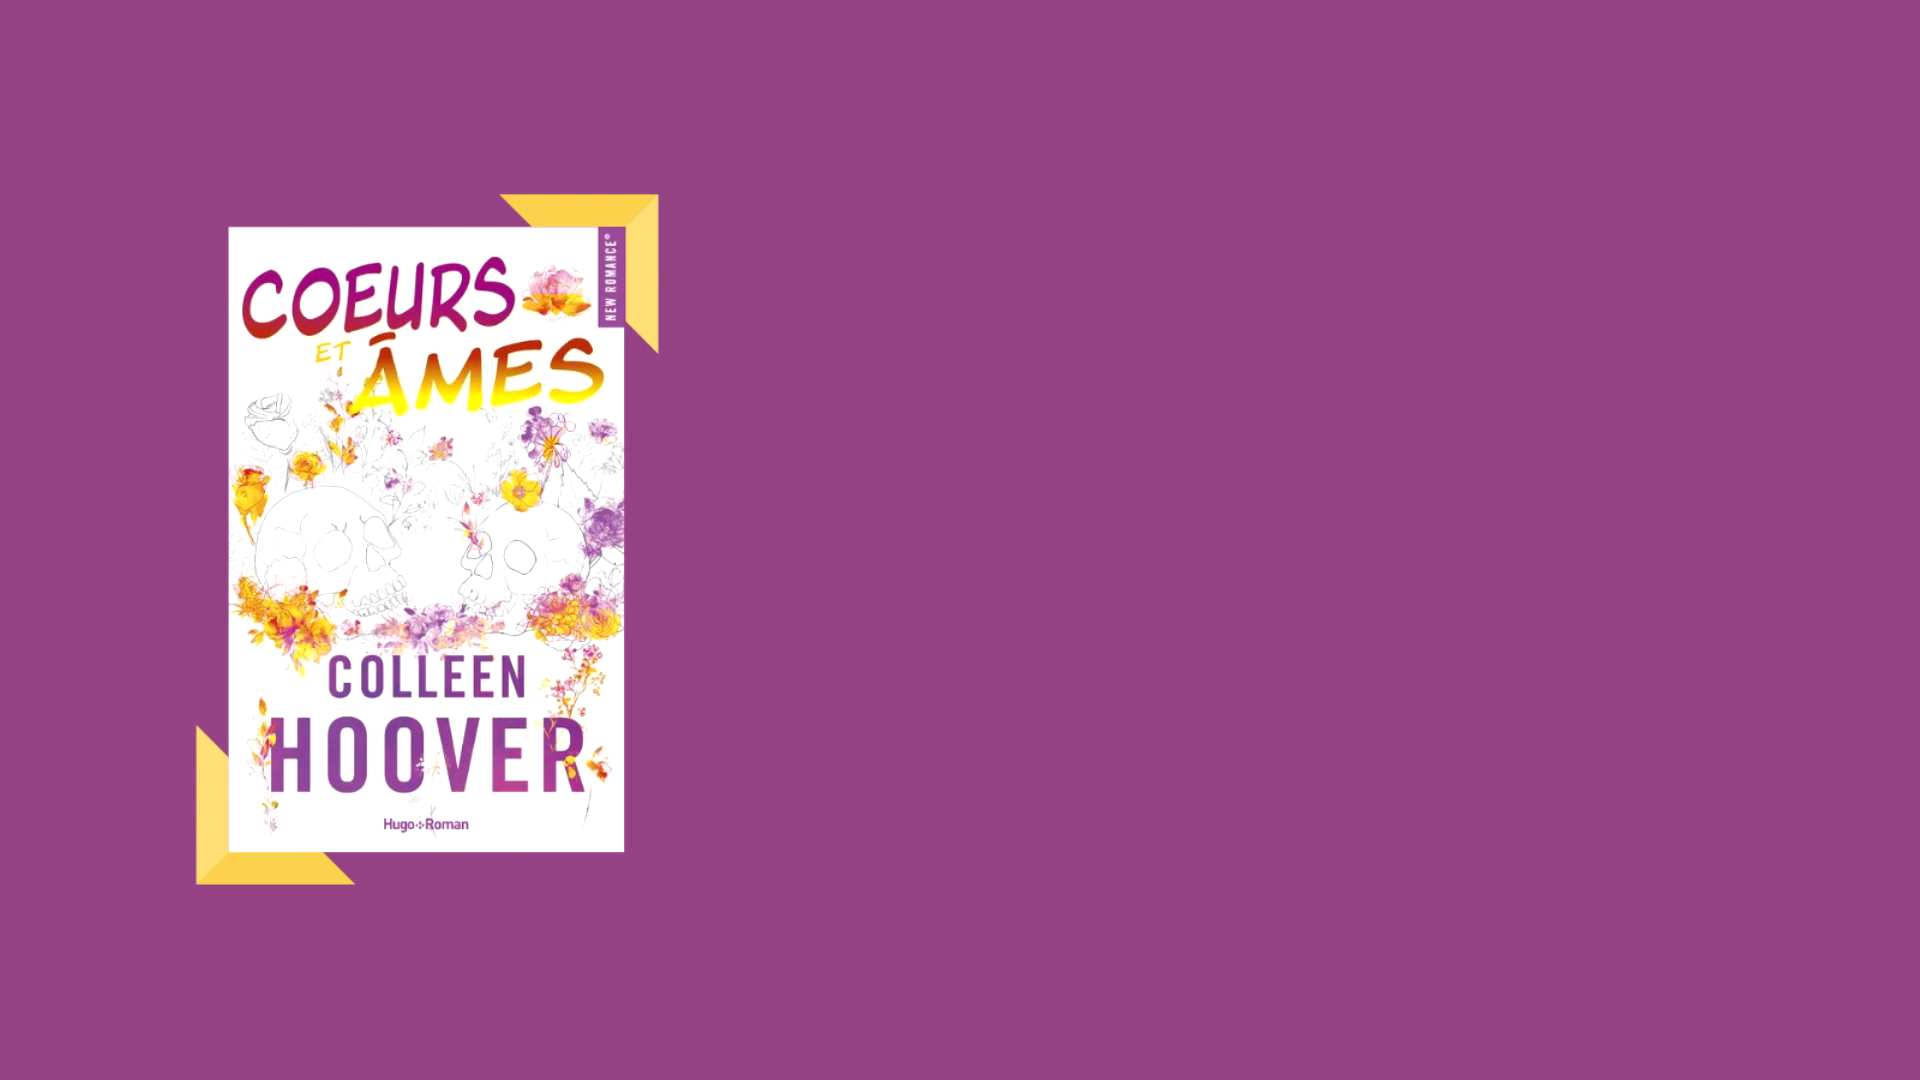 COEURS
ET ÂMES
NEW ROMANCE®
COLLEEN
HOOVER
Hugo Roman